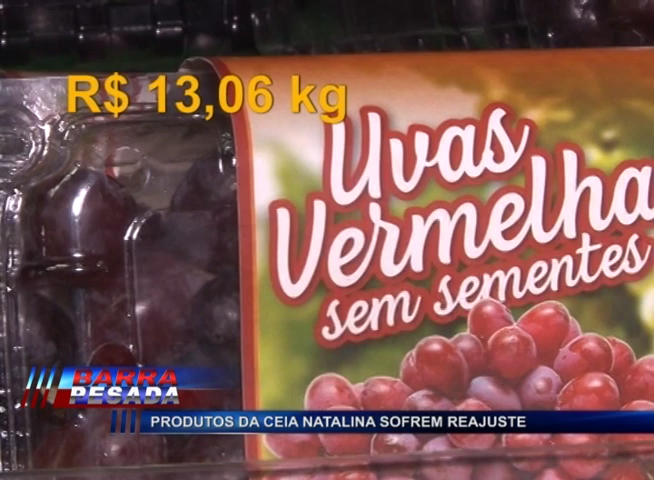 R$ 13,06 kg
Uvas
Vermelha
sem sementes
BARRA
PESADA
PRODUTOS DA CEIA NATALINA SOFREM REAJUSTE